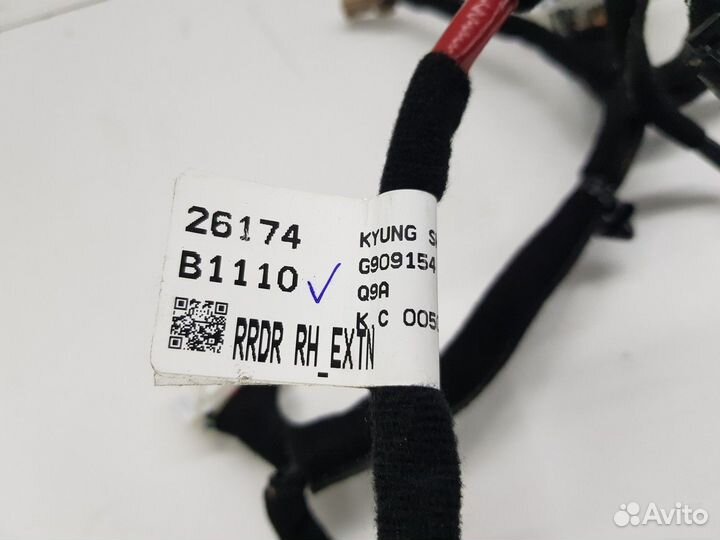 26174
B1110
RRDR RH_EXTN
KYUNG
G909154
Q9A
K C
Avito